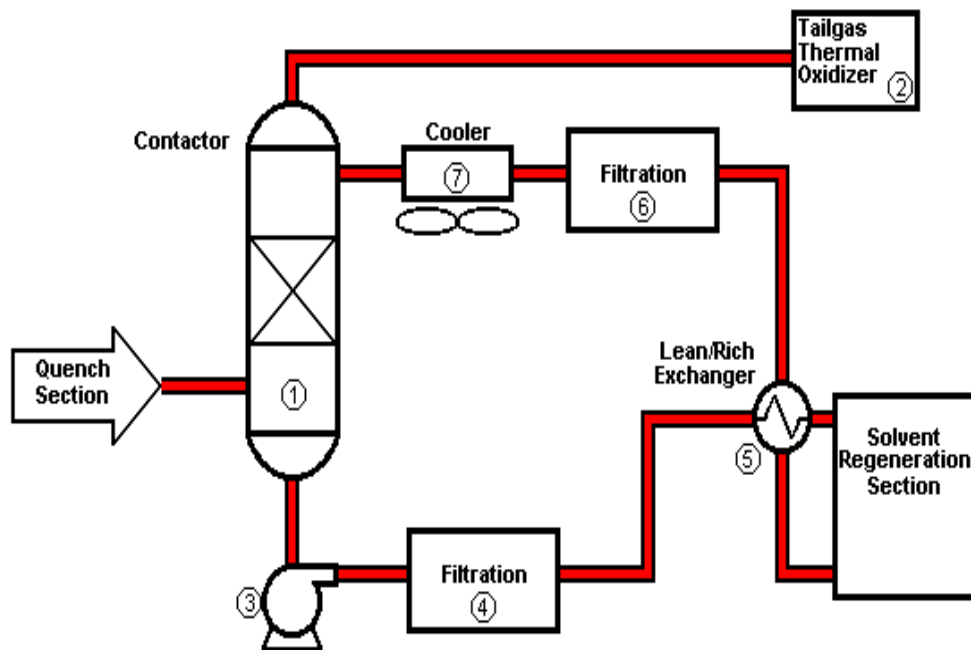 Tailgas
Thermal
Oxidizer
2
Contactor
Cooler
7
Filtration
6
Lean/Rich
Exchanger
Quench
Section
1
5
Solvent
Regeneration
Section
3
Filtration
4